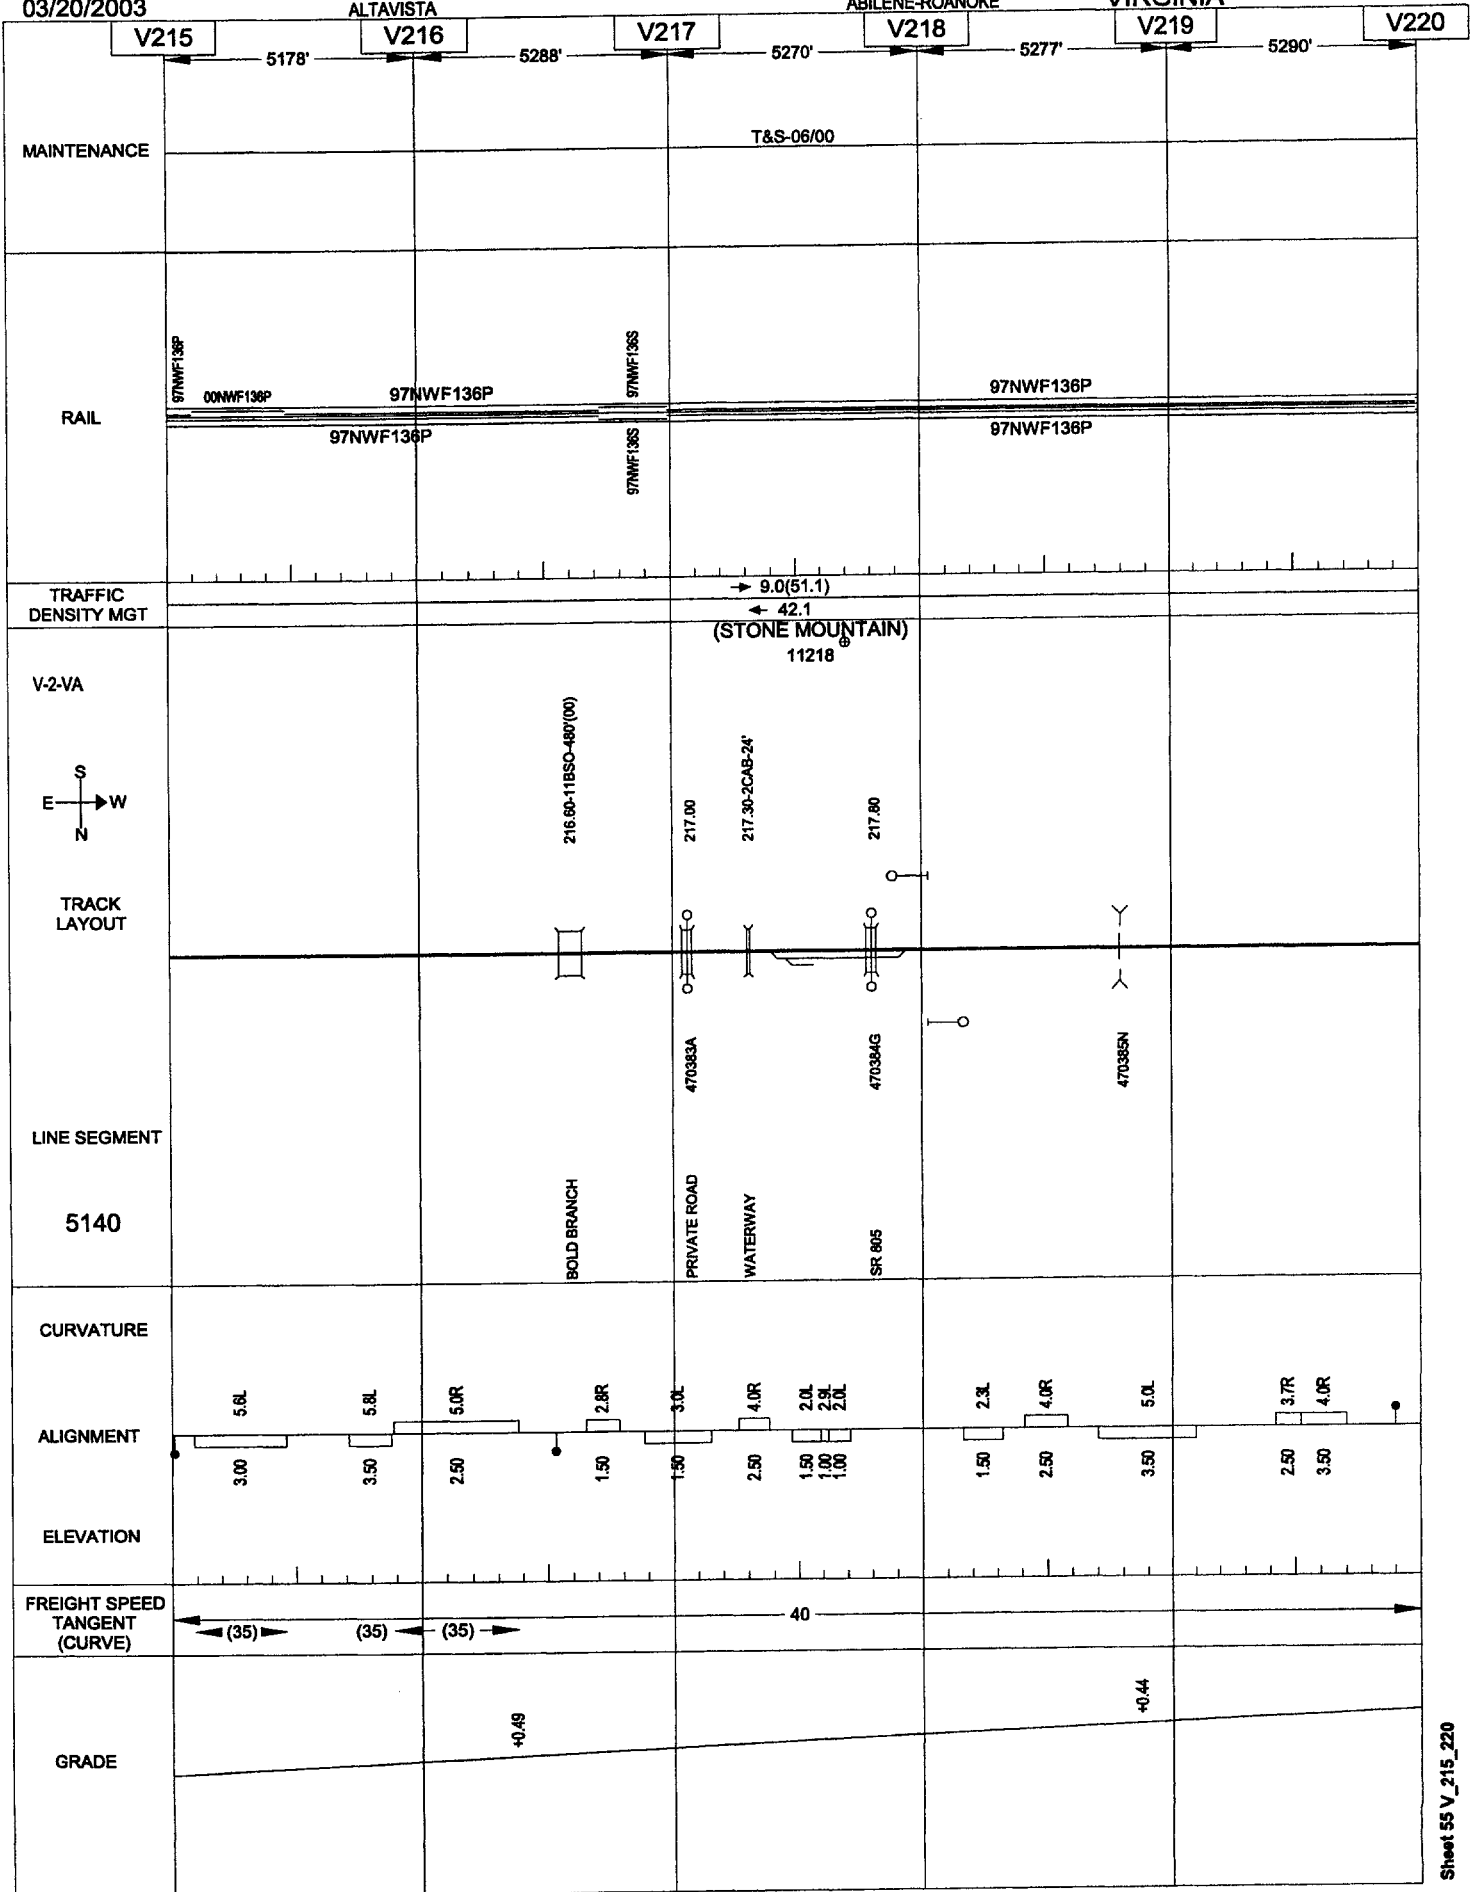 03/20/2003
ALTAVISTA
ABILENE-ROANOKE
VIRGINIA
V215
V216
V217
V218
V219
V220
5178'
5288'
5270'
5277'
5290'
MAINTENANCE
T&S-06/00
RAIL
97NWF136P
00NWF136P
97NWF136P
97NWF136S
97NWF136P
97NWF136P
97NWF136S
97NWF136P
TRAFFIC
DENSITY MGT
9.0(51.1)
42.1
(STONE MOUNTAIN)
11218
V-2-VA
S
E W
N
216.60-11BSO-480'(00)
217.00
217.30-2CAB-24'
217.80
TRACK
LAYOUT
470383A
470384G
470385N
LINE SEGMENT
5140
BOLD BRANCH
PRIVATE ROAD
WATERWAY
SR 805
CURVATURE
5.6L
5.8L
5.0R
2.8R
3.0L
4.0R
2.0L
2.9L
2.0L
2.3L
4.0R
5.0L
3.7R
4.0R
ALIGNMENT
3.00
3.50
2.50
1.50
1.50
2.50
1.50
1.00
1.00
1.50
2.50
3.50
2.50
3.50
ELEVATION
FREIGHT SPEED
TANGENT
(CURVE)
40
(35)
(35)
(35)
+0.49
+0.44
GRADE
Sheet 55 V_215_220